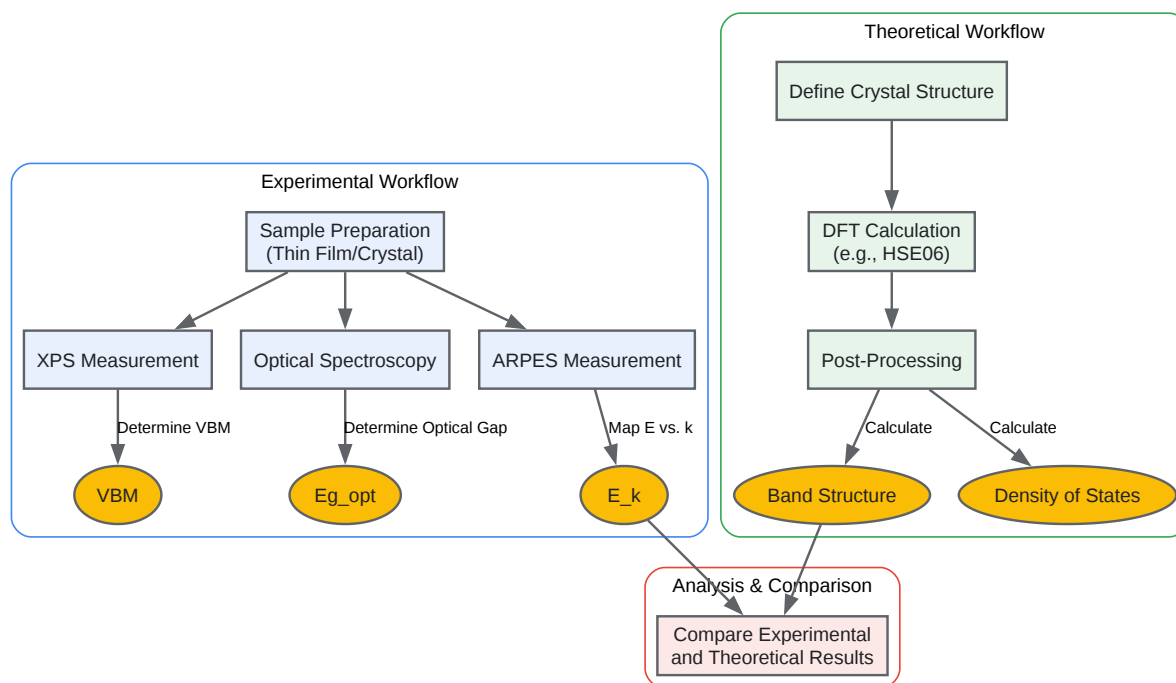 Theoretical Workflow
Define Crystal Structure
DFT Calculation
(e.g., HSE06)
Post-Processing
Calculate
Calculate
Band Structure
Density of States
Experimental Workflow
Sample Preparation
(Thin Film/Crystal)
XPS Measurement
Optical Spectroscopy
ARPES Measurement
Determine VBM
Determine Optical Gap
Map E vs. k
VBM
Eg_opt
E_k
Analysis & Comparison
Compare Experimental
and Theoretical Results